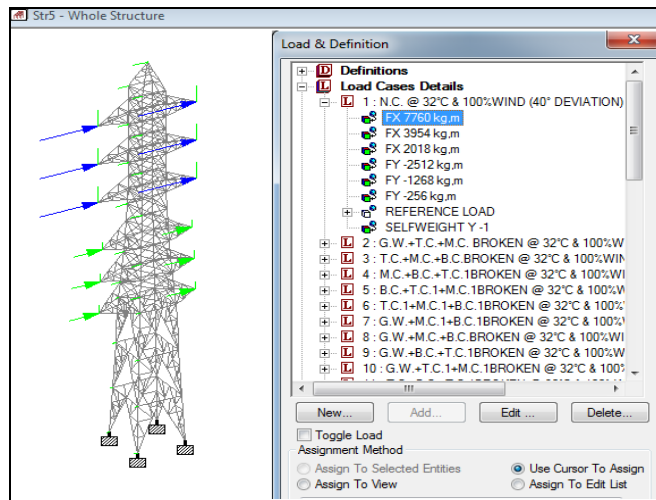 Str5 - Whole Structure
Load & Definition
Definitions
Load Cases Details
1 : N.C. @ 32°C & 100%WIND (40° DEVIATION)
FX 7760 kg,m
FX 3954 kg,m
FX 2018 kg,m
FY -2512 kg,m
FY -1268 kg,m
FY -256 kg,m
REFERENCE LOAD
SELFWEIGHT Y -1
2 : G.W.+T.C.+M.C. BROKEN @ 32°C & 100%WI
3 : T.C.+M.C.+B.C.BROKEN @ 32°C & 100%WIN
4 : M.C.+B.C.+T.C.1BROKEN @ 32°C & 100%W
5 : B.C.+T.C.1+M.C.1BROKEN @ 32°C & 100%
6 : T.C.1+M.C.1+B.C.1BROKEN @ 32°C & 100%
7 : G.W.+M.C.1+B.C.1BROKEN @ 32°C & 100%
8 : G.W.+M.C.+B.C.BROKEN @ 32°C & 100%W
9 : G.W.+B.C.+T.C.1BROKEN @ 32°C & 100%W
10 : G.W.+T.C.1+M.C.1BROKEN @ 32°C & 100%
New...
Add...
Edit ...
Delete...
Toggle Load
Assignment Method
Assign To Selected Entities
Use Cursor To Assign
Assign To View
Assign To Edit List